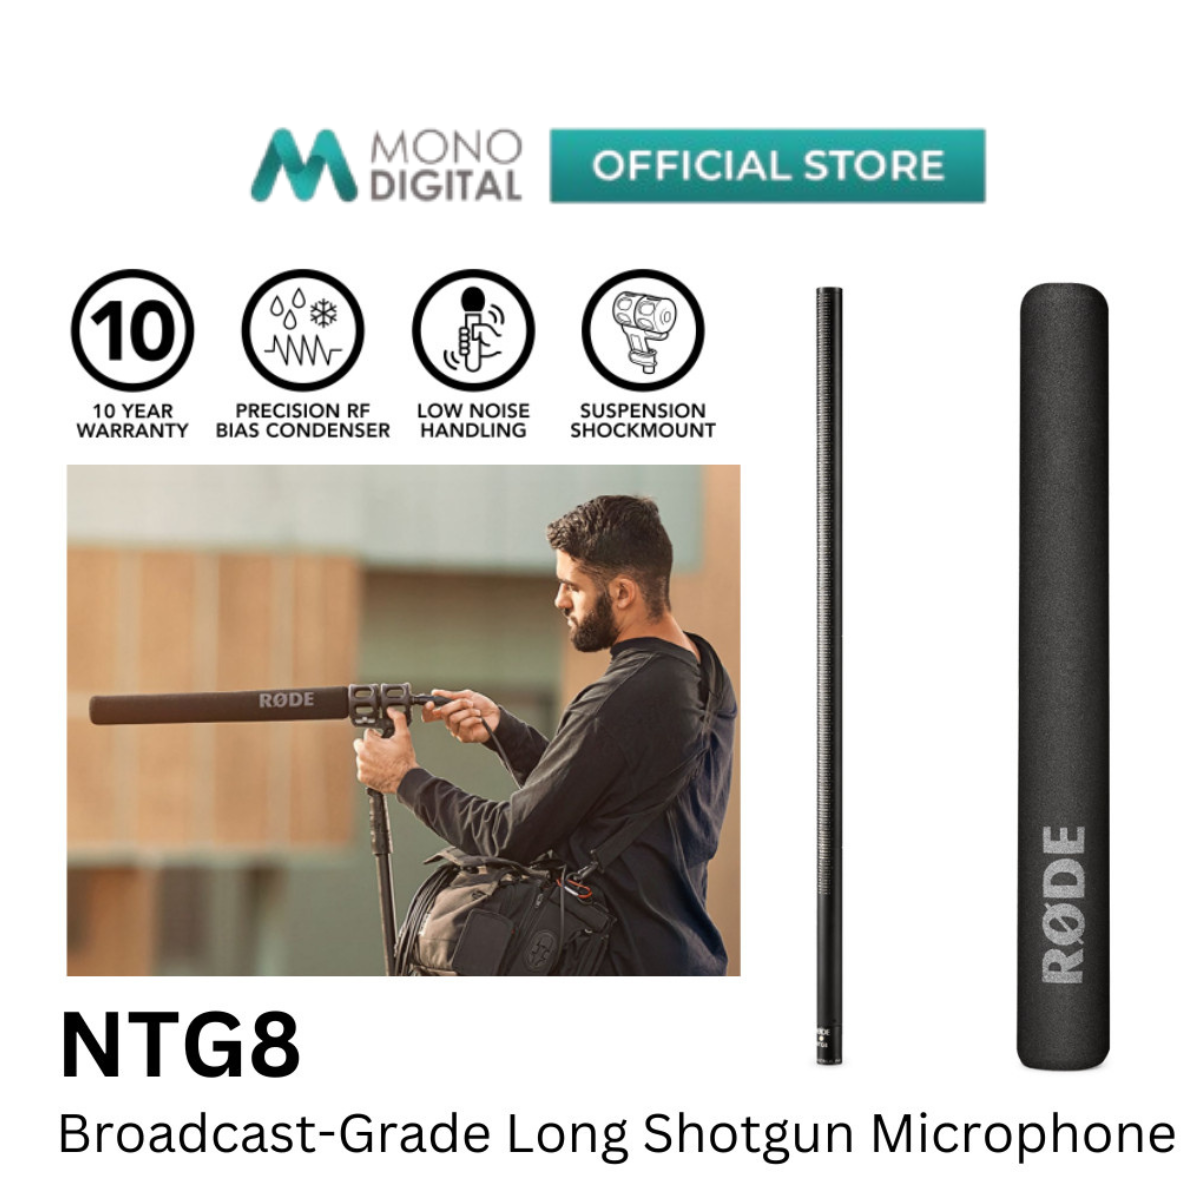 MONO
DIGITAL
OFFICIAL STORE
10
10 YEAR
WARRANTY
PRECISION RF
BIAS CONDENSER
LOW NOISE
HANDLING
SUSPENSION
SHOCKMOUNT
RØDE
RØDE
NTG8
Broadcast-Grade Long Shotgun Microphone